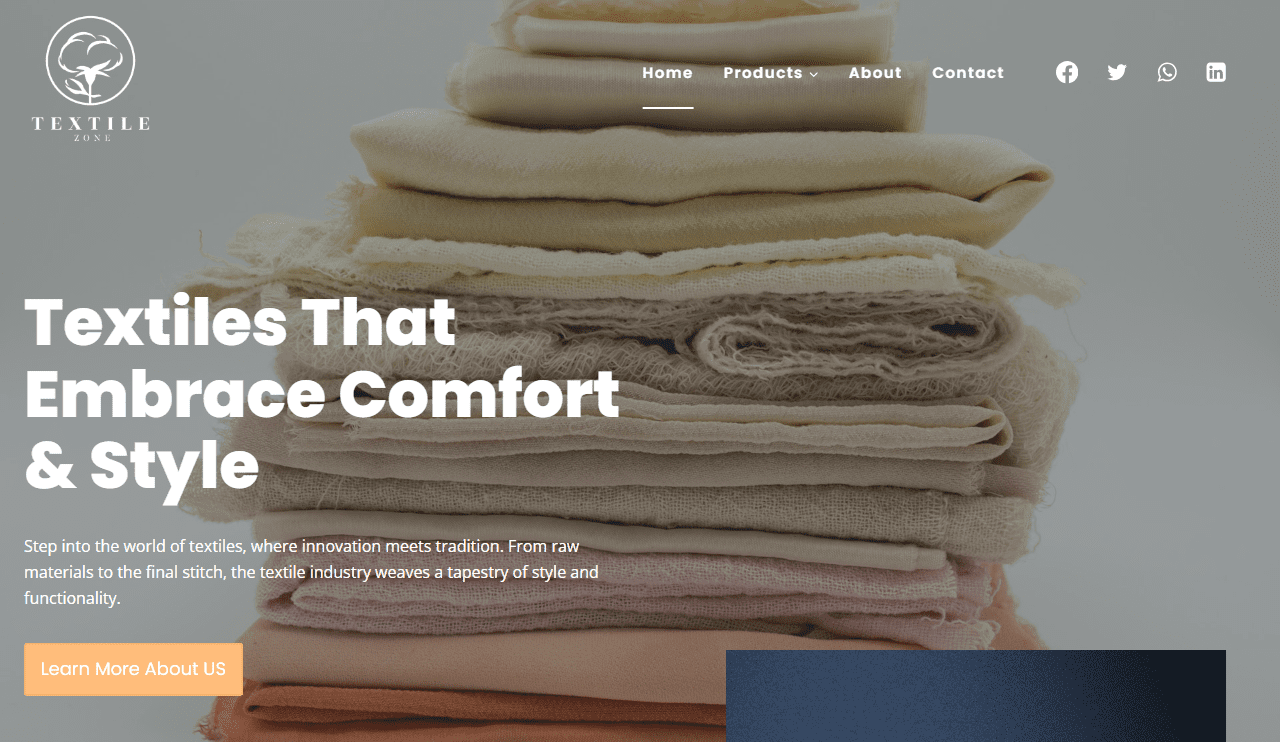 TEXTILE
ZONE
Home Products About Contact
Textiles That
Embrace Comfort
& Style
Step into the world of textiles, where innovation meets tradition. From raw
materials to the final stitch, the textile industry weaves a tapestry of style and
functionality.
Learn More About US